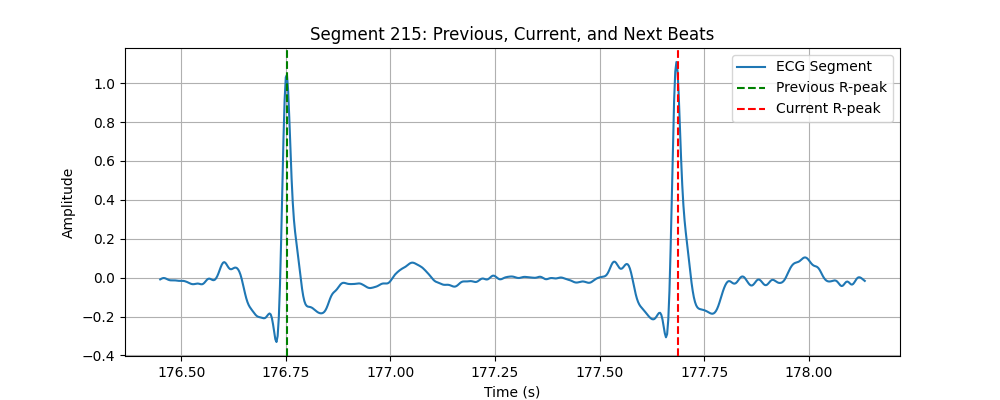 Segment 215: Previous, Current, and Next Beats
ECG Segment
Previous R-peak
Current R-peak
1.0
0.8
0.6
0.4
0.2
0.0
−0.2
−0.4
Amplitude
176.50
176.75
177.00
177.25
177.50
177.75
178.00
Time (s)